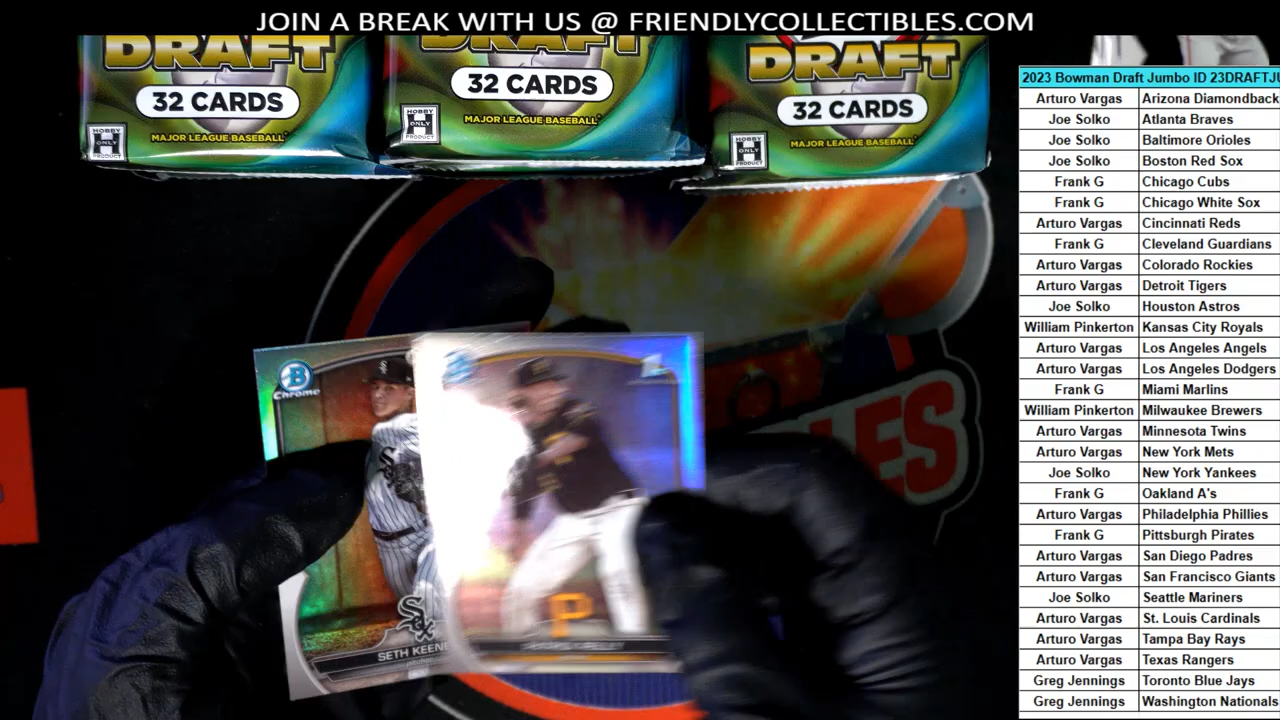 JOIN A BREAK WITH US @ FRIENDLYCOLLECTIBLES.COM
DRAFT
32 CARDS
HOBBY
H
ONLY
PRODUCT
MAJOR LEAGUE BASEBALL
DRAFT
32 CARDS
HOBBY
H
ONLY
PRODUCT
MAJOR LEAGUE BASEBALL
DRAFT
32 CARDS
HOBBY
H
ONLY
PRODUCT
MAJOR LEAGUE BASEBALL
2023 Bowman Draft Jumbo ID 23DRAFTJU
Arturo Vargas Arizona Diamondback
Joe Solko Atlanta Braves
Joe Solko Baltimore Orioles
Joe Solko Boston Red Sox
Frank G Chicago Cubs
Frank G Chicago White Sox
Arturo Vargas Cincinnati Reds
Frank G Cleveland Guardians
Arturo Vargas Colorado Rockies
Arturo Vargas Detroit Tigers
Joe Solko Houston Astros
William Pinkerton Kansas City Royals
Arturo Vargas Los Angeles Angels
Arturo Vargas Los Angeles Dodgers
Frank G Miami Marlins
William Pinkerton Milwaukee Brewers
Arturo Vargas Minnesota Twins
Arturo Vargas New York Mets
Joe Solko New York Yankees
Frank G Oakland A's
Arturo Vargas Philadelphia Phillies
Frank G Pittsburgh Pirates
Arturo Vargas San Diego Padres
Arturo Vargas San Francisco Giants
Joe Solko Seattle Mariners
Arturo Vargas St. Louis Cardinals
Arturo Vargas Tampa Bay Rays
Arturo Vargas Texas Rangers
Greg Jennings Toronto Blue Jays
Greg Jennings Washington Nationals
B
Chrome
Sox
Sox
SETH KEENE
pitcher
P
LES